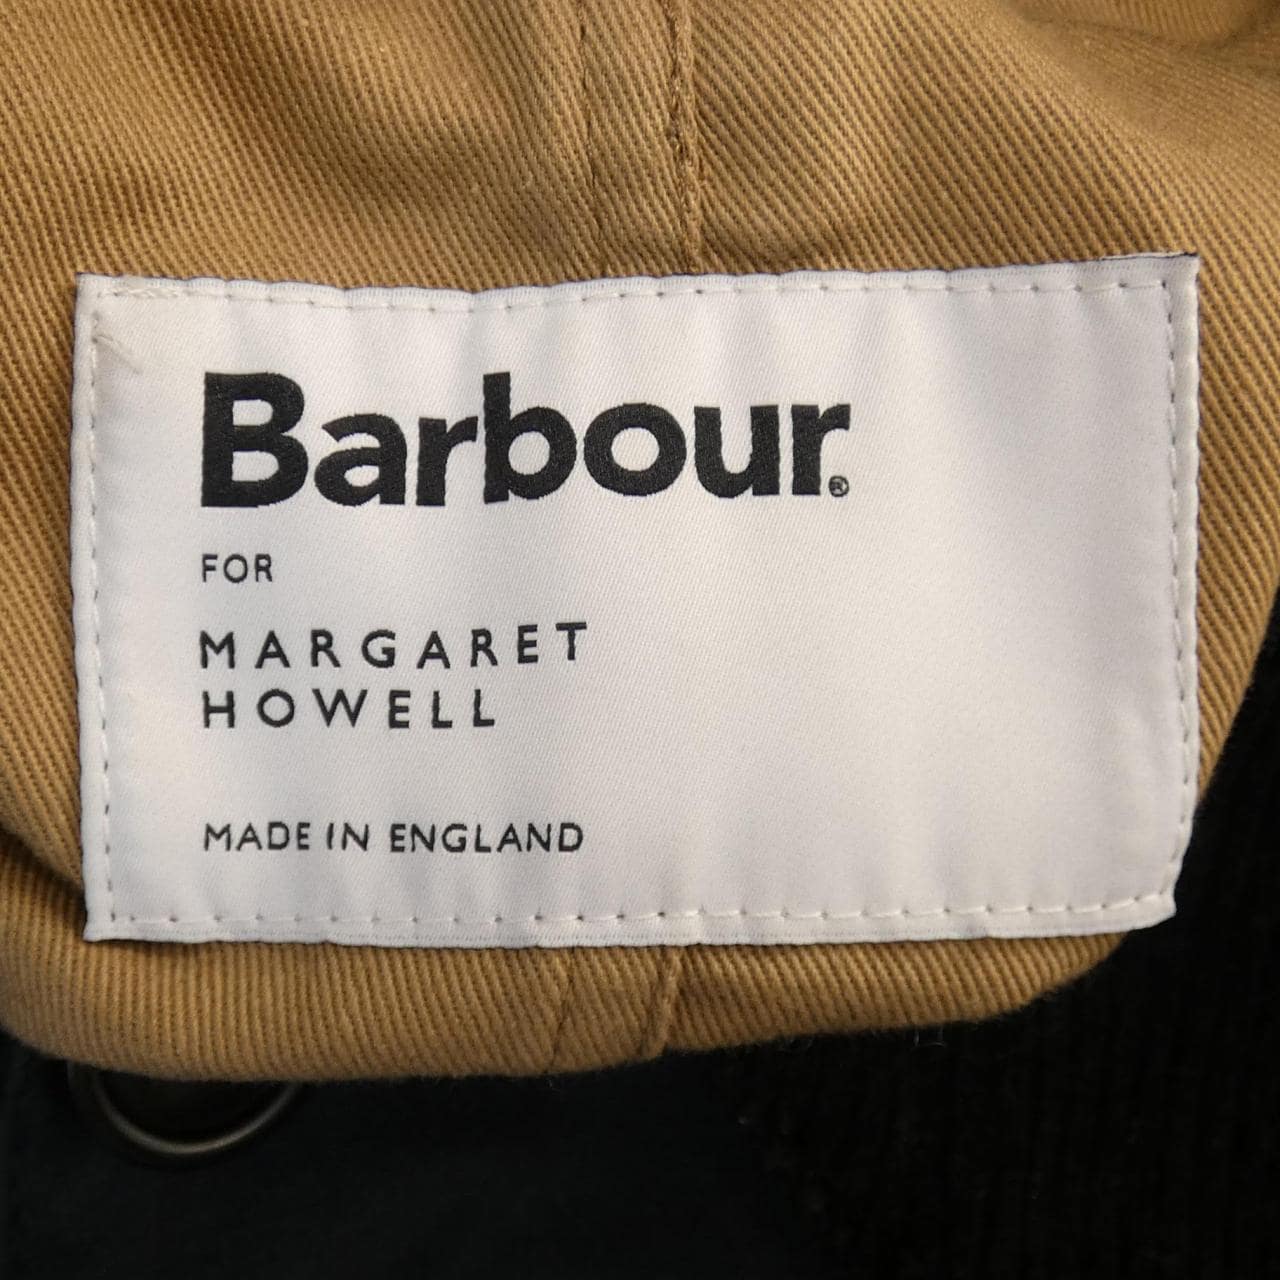 Barbour®
FOR
MARGARET
HOWELL
MADE IN ENGLAND